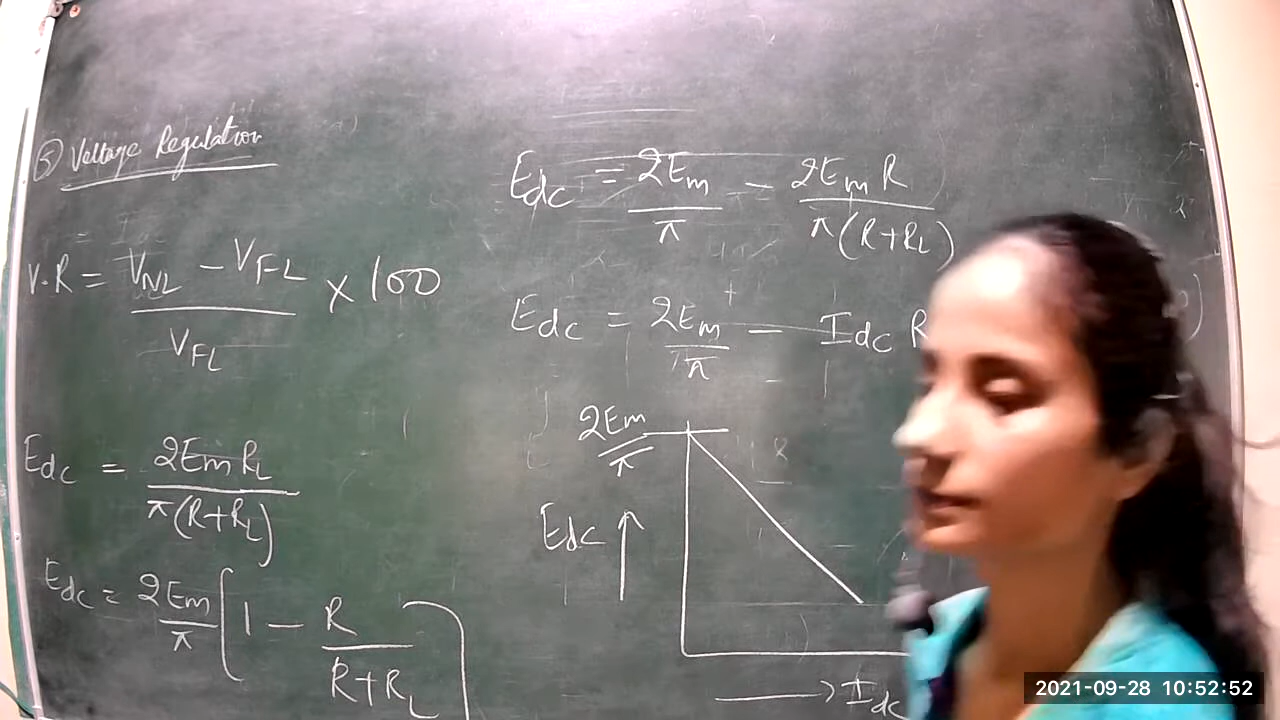 5) Voltage Regulation
V.R = (V_NL − V_FL) / V_FL × 100
E_dc = 2E_m R_L / π(R+R_L)
E_dc = 2E_m/π [1 − R / (R+R_L)]
E_dc = 2E_m/π − 2E_m R / π(R+R_L)
E_dc = 2E_m/π − I_dc R
2E_m/π
E_dc ↑
→ I_dc
2021-09-28 10:52:52